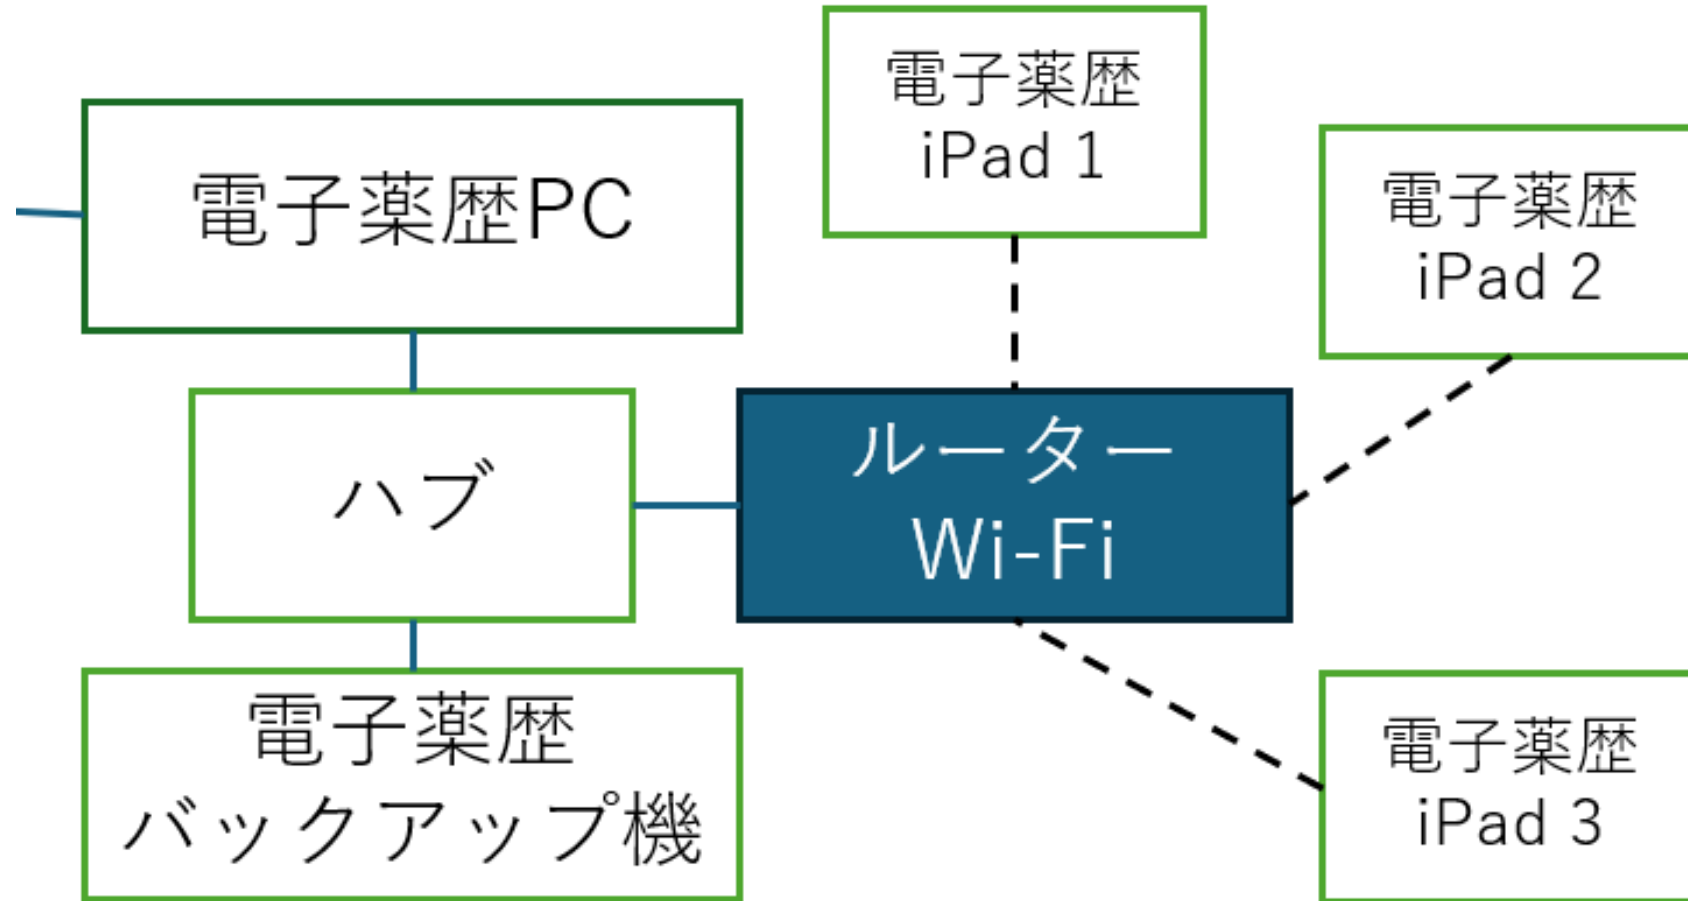 電子薬歴
iPad 1
電子薬歴PC
電子薬歴
iPad 2
ハブ
ルーター
Wi-Fi
電子薬歴
バックアップ機
電子薬歴
iPad 3